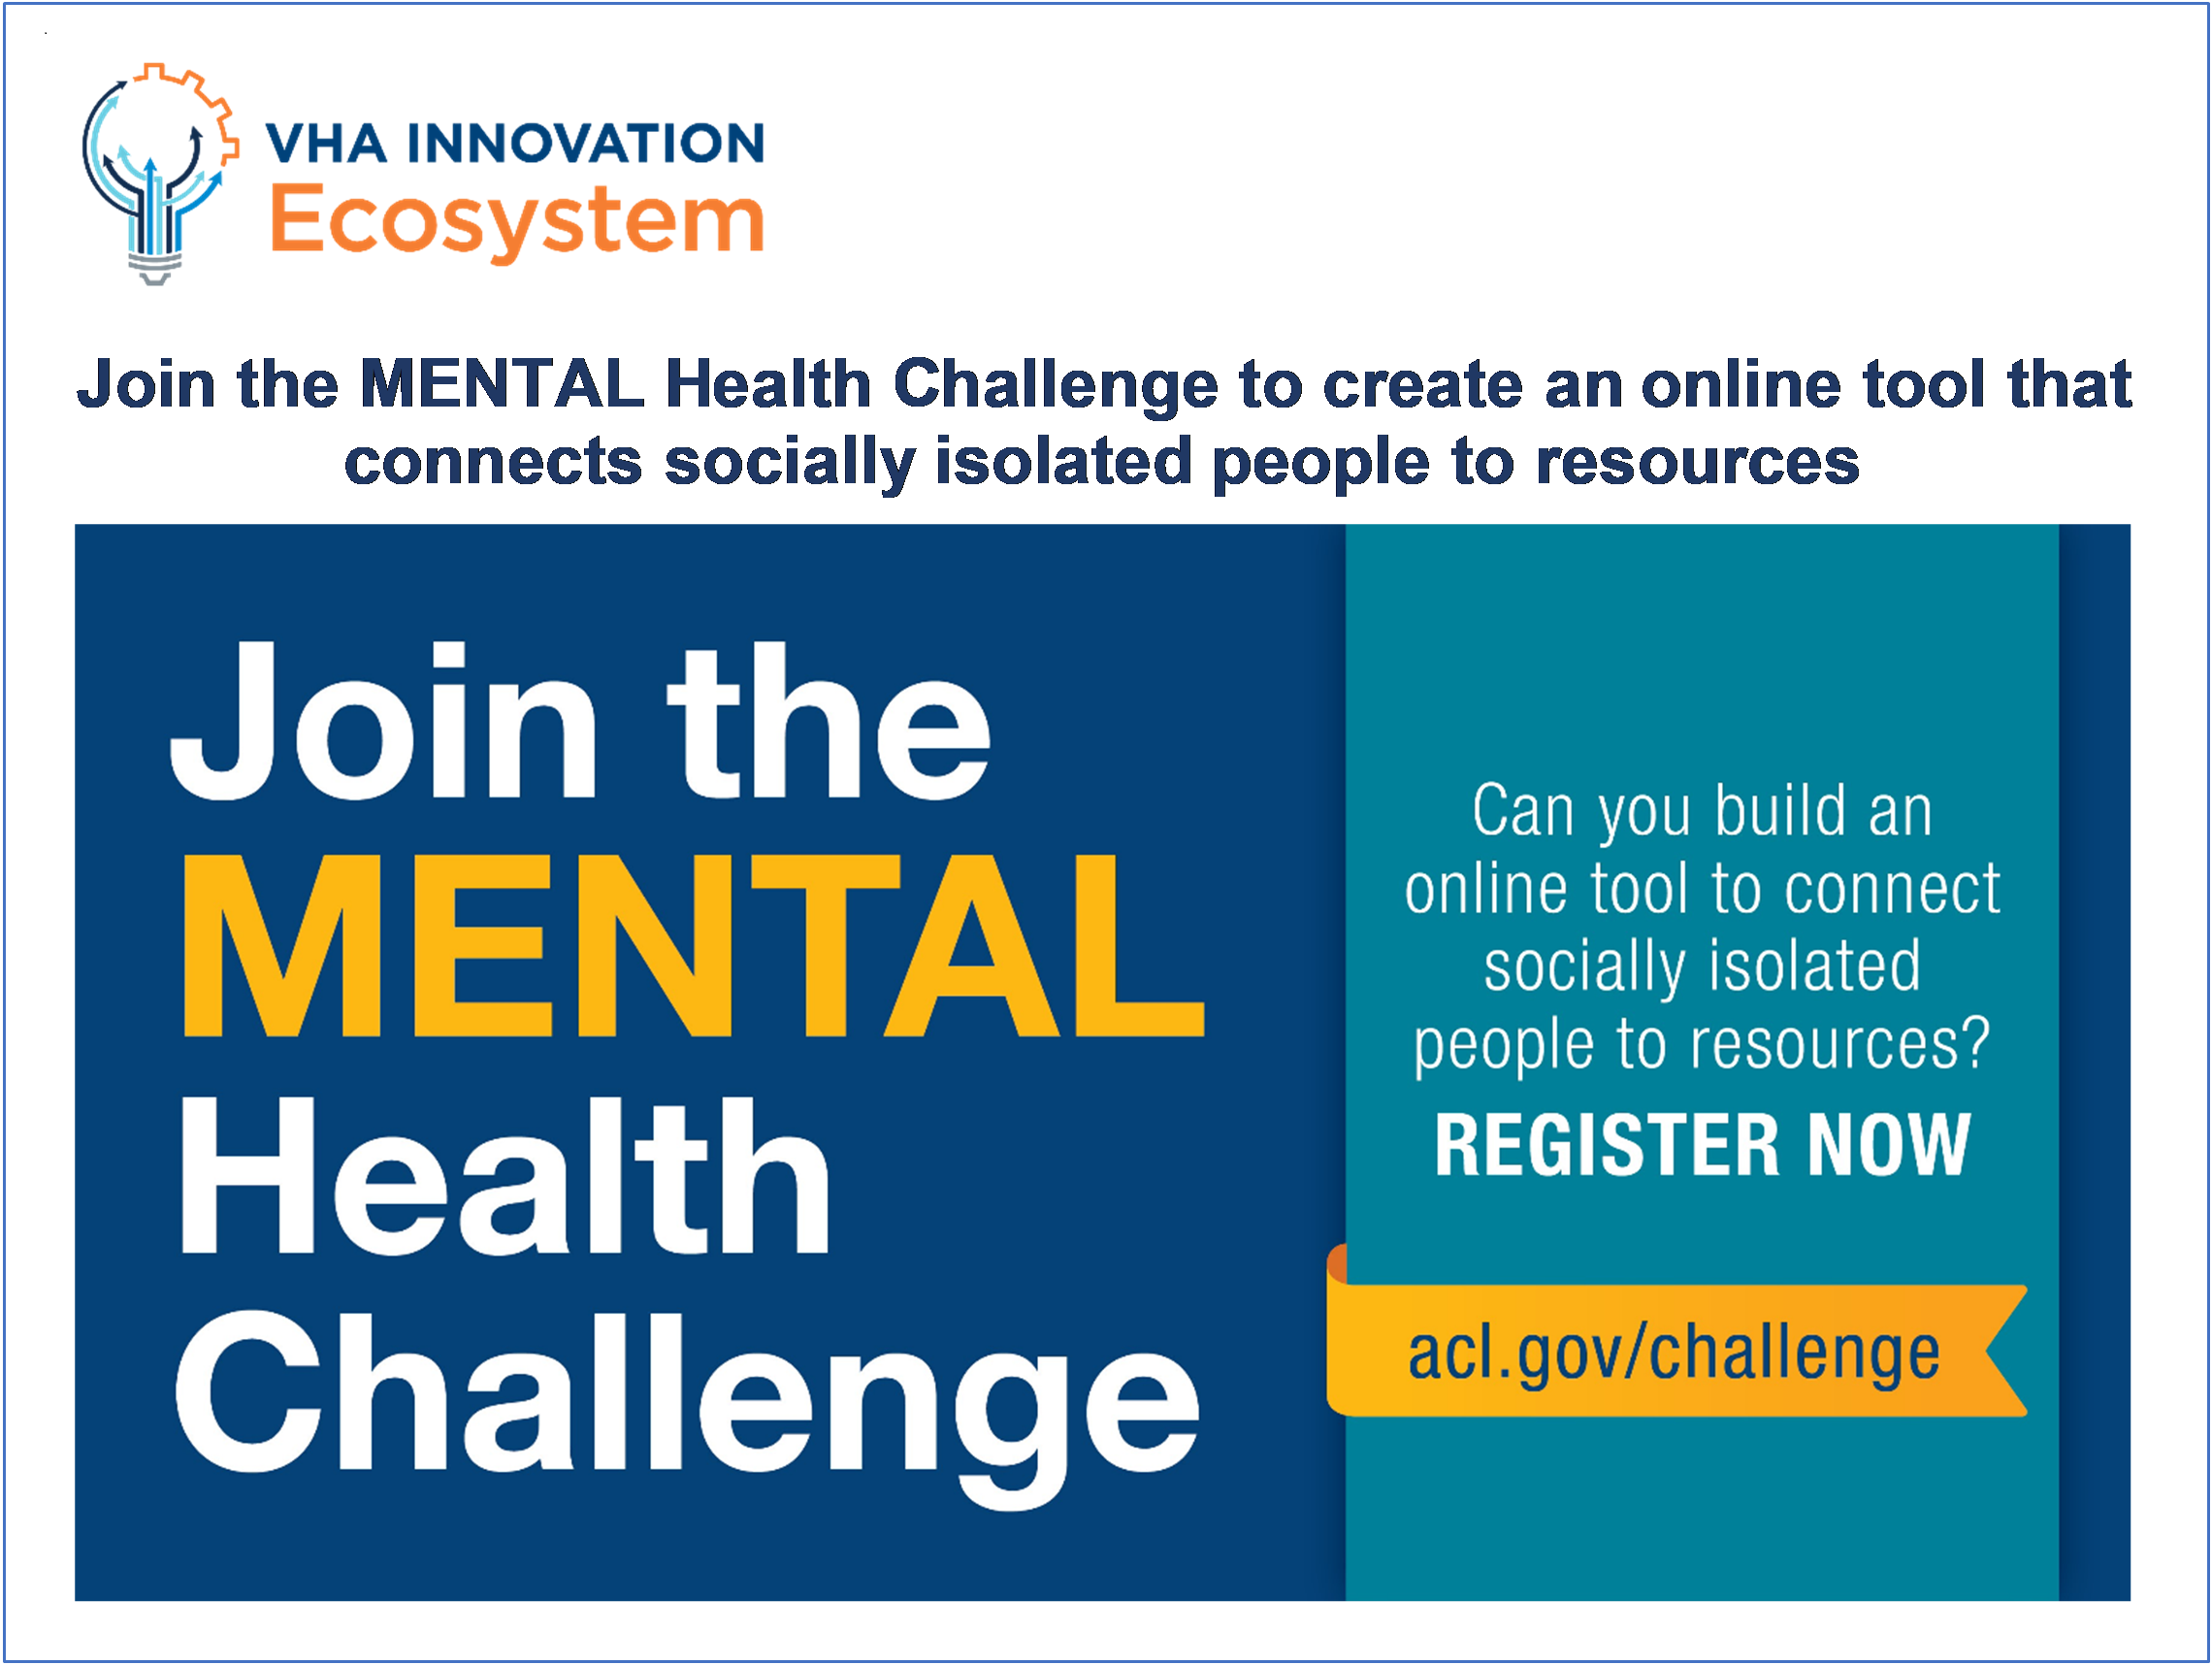 VHA INNOVATION
Ecosystem
Join the MENTAL Health Challenge to create an online tool that
connects socially isolated people to resources
Join the
MENTAL
Health
Challenge
Can you build an
online tool to connect
socially isolated
people to resources?
REGISTER NOW
acl.gov/challenge